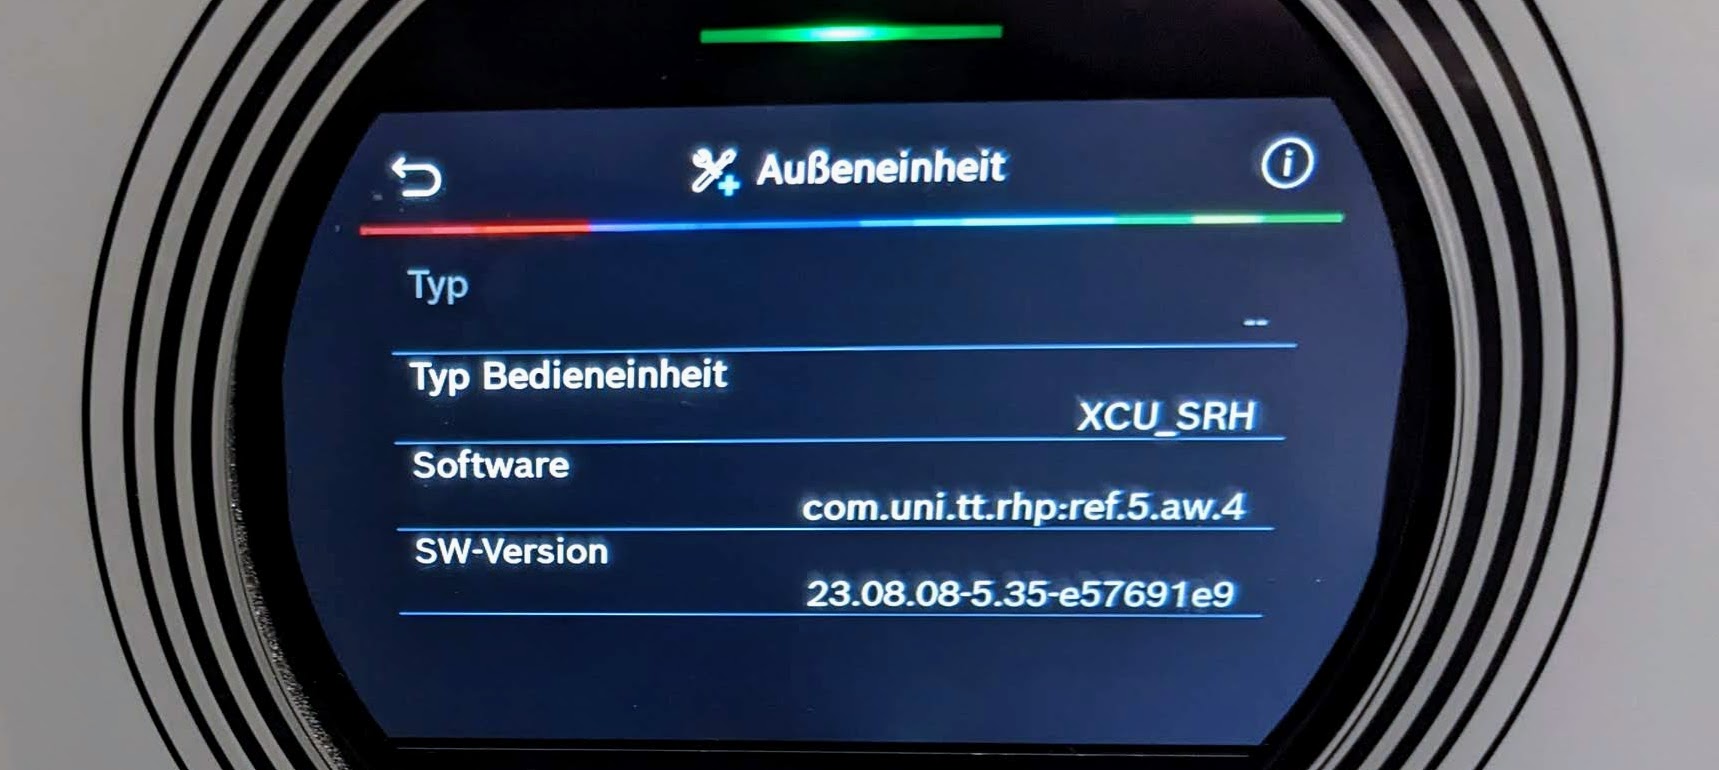 Außeneinheit
Typ
--
Typ Bedieneinheit
XCU_SRH
Software
com.uni.tt.rhp:ref.5.aw.4
SW-Version
23.08.08-5.35-e57691e9